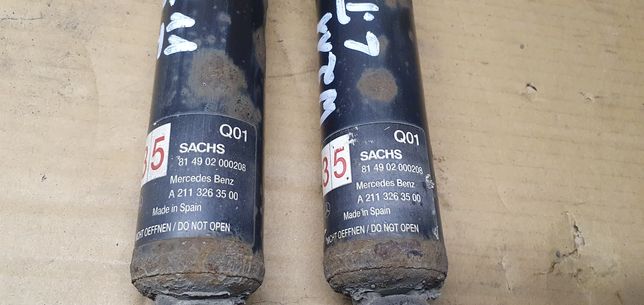 Q01
35
SACHS
81 49 02 000208
Mercedes Benz
A 211 326 35 00
Made in Spain
NICHT OEFFNEN / DO NOT OPEN
Q01
35
SACHS
81 49 02 000208
Mercedes Benz
A 211 326 35 00
Made in Spain
NICHT OEFFNEN / DO NOT OPEN